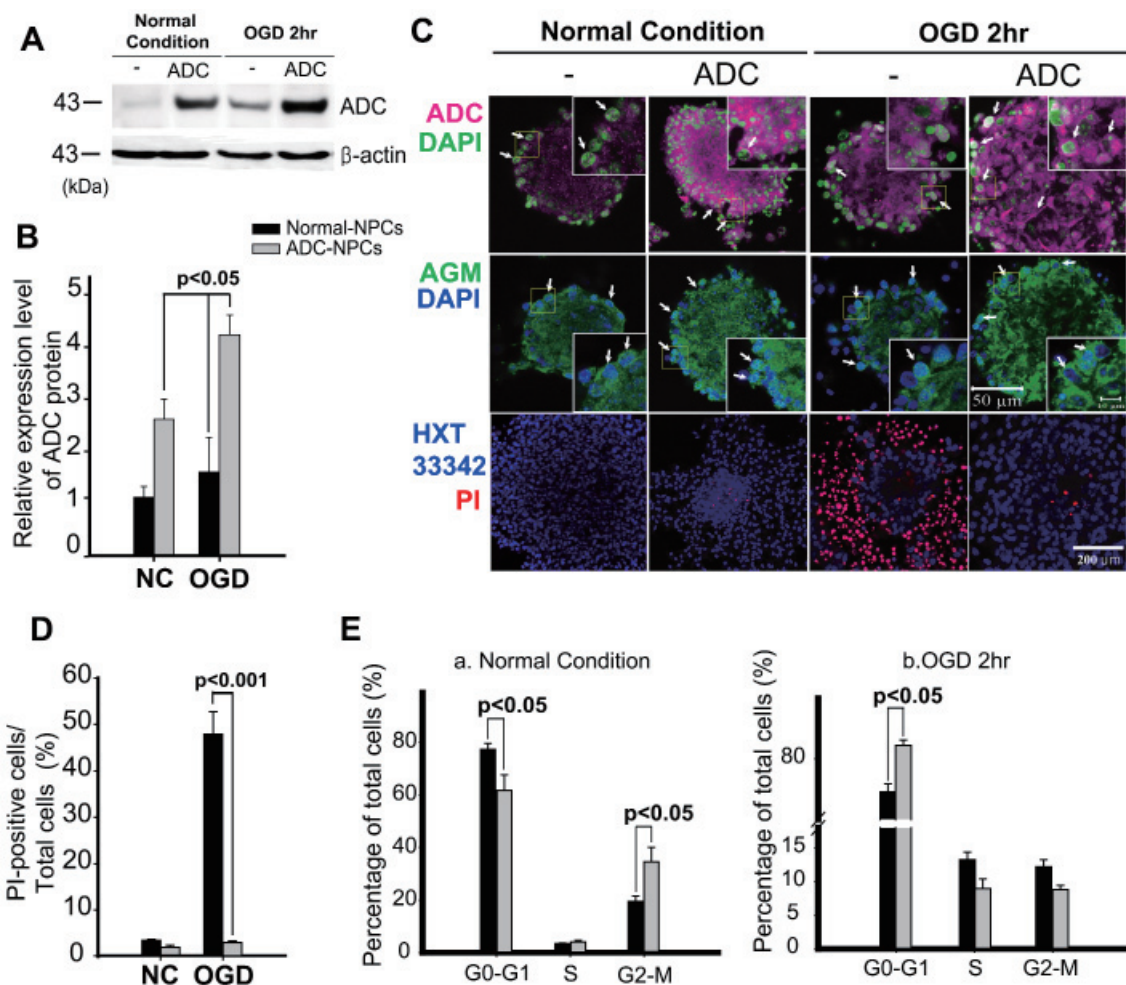 A
Normal
Condition
OGD 2hr
- ADC - ADC
43 ADC
43 β-actin
(kDa)
B
Normal-NPCs
ADC-NPCs
p<0.05
Relative expression level
of ADC protein
5
4
3
2
1
0
NC OGD
C
Normal Condition OGD 2hr
- ADC - ADC
ADC
DAPI
AGM
DAPI
50 μm
10 μm
HXT
33342
PI
200 μm
D
PI-positive cells/
Total cells (%)
60
50
40
30
20
10
0
p<0.001
NC OGD
E
a. Normal Condition
Percentage of total cells (%)
80
60
40
20
0
p<0.05
p<0.05
G0-G1 S G2-M
b.OGD 2hr
Percentage of total cells (%)
80
15
10
5
0
p<0.05
G0-G1 S G2-M